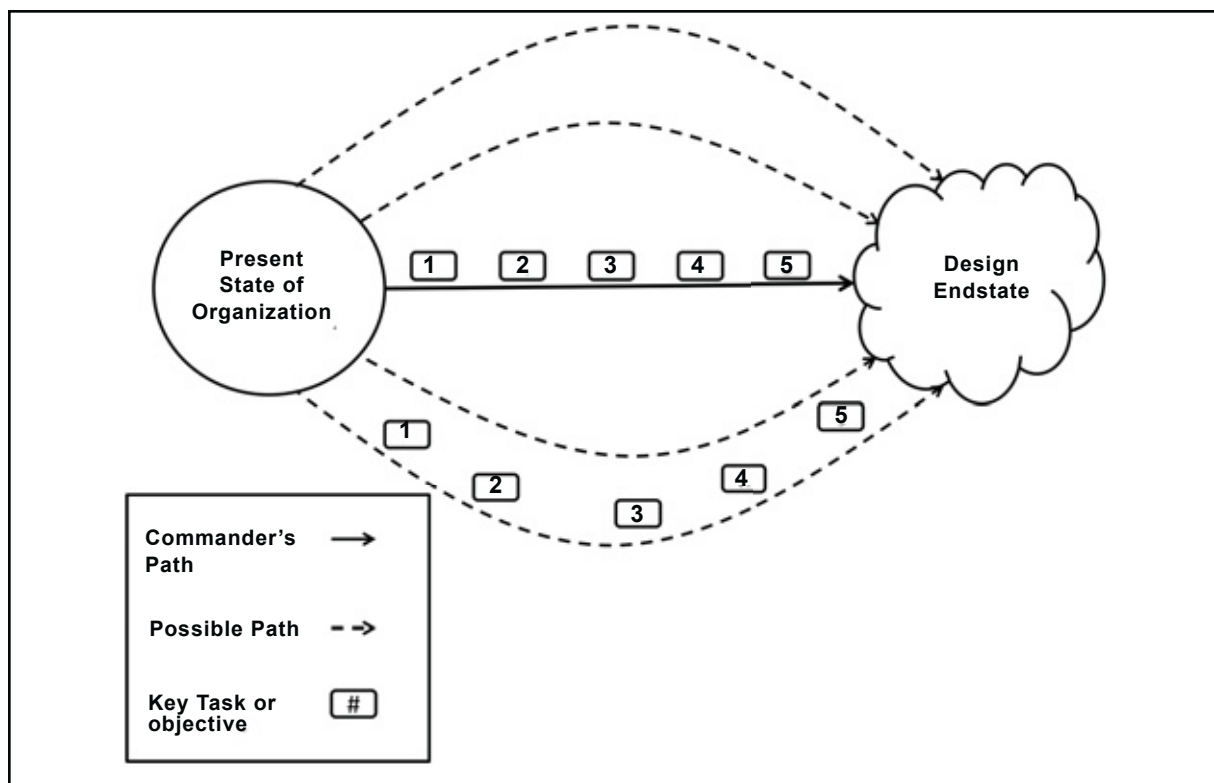 Present
State of
Organization
1 2 3 4 5
Design
Endstate
1
2
3
4
5
Commander's
Path
Possible Path
Key Task or
objective
#